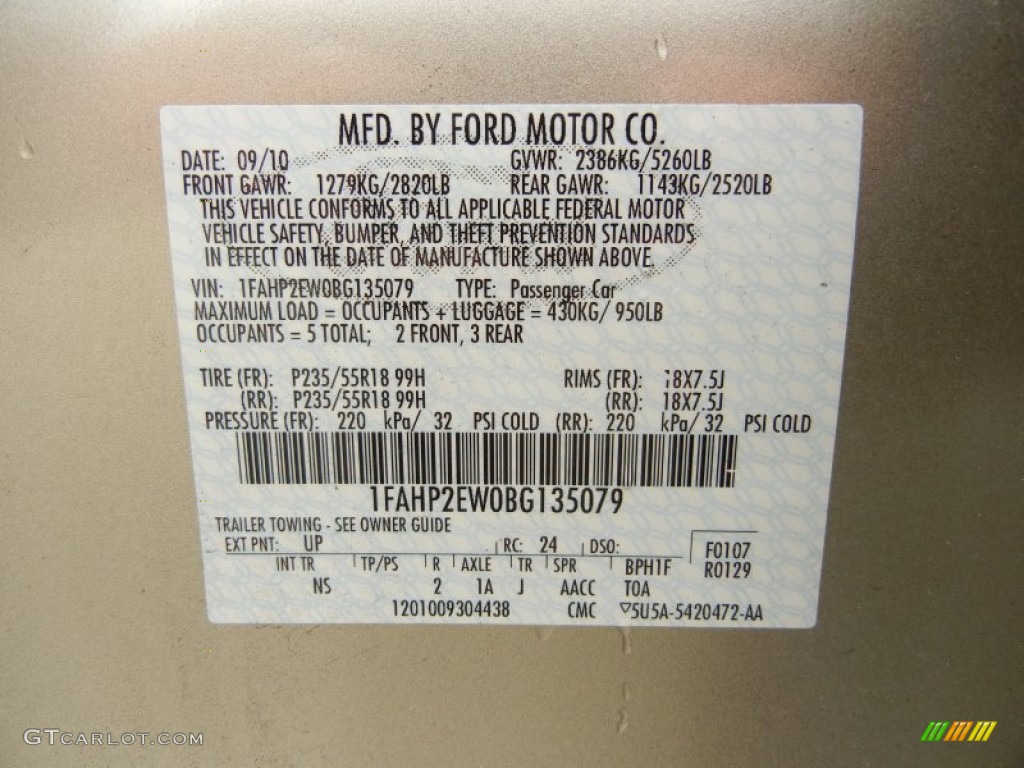 MFD. BY FORD MOTOR CO.
DATE: 09/10 GVWR: 2386KG/5260LB
FRONT GAWR: 1279KG/2820LB REAR GAWR: 1143KG/2520LB
THIS VEHICLE CONFORMS TO ALL APPLICABLE FEDERAL MOTOR
VEHICLE SAFETY, BUMPER, AND THEFT PREVENTION STANDARDS
IN EFFECT ON THE DATE OF MANUFACTURE SHOWN ABOVE.
VIN: 1FAHP2EW0BG135079 TYPE: Passenger Car
MAXIMUM LOAD = OCCUPANTS + LUGGAGE = 430KG/ 950LB
OCCUPANTS = 5 TOTAL; 2 FRONT, 3 REAR
TIRE (FR): P235/55R18 99H RIMS (FR): 18X7.5J
(RR): P235/55R18 99H (RR): 18X7.5J
PRESSURE (FR): 220 kPa/ 32 PSI COLD (RR): 220 kPa/ 32 PSI COLD
1FAHP2EW0BG135079
TRAILER TOWING - SEE OWNER GUIDE
EXT PNT: UP RC: 24 DSO: F0107
INT TR TP/PS R AXLE TR SPR BPH1F R0129
NS 2 1A J AACC TOA
1201009304438 CMC ▽5U5A-5420472-AA
GTCARLOT.COM